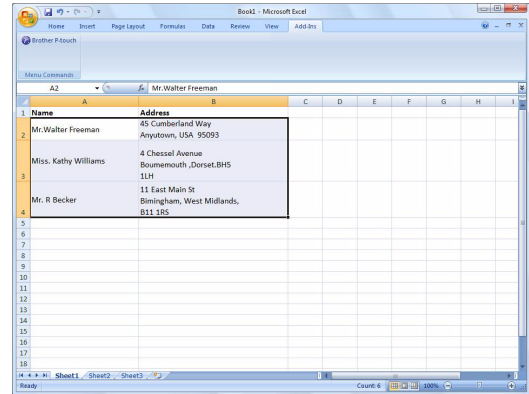 Book1 - Microsoft Excel
Home Insert Page Layout Formulas Data Review View Add-Ins
Brother P-touch
Menu Commands
A2 fx Mr.Walter Freeman
A B C D E F G H I
1 Name Address
2 Mr.Walter Freeman 45 Cumberland Way
Anyutown, USA 95093
3 Miss. Kathy Williams 4 Chessel Avenue
Boumemouth ,Dorset.BH5
1LH
4 Mr. R Becker 11 East Main St
Bimingham, West Midlands,
B11 1RS
5
6
7
8
9
10
11
12
13
14
15
16
17
18
Sheet1 Sheet2 Sheet3
Ready Count: 6 100%